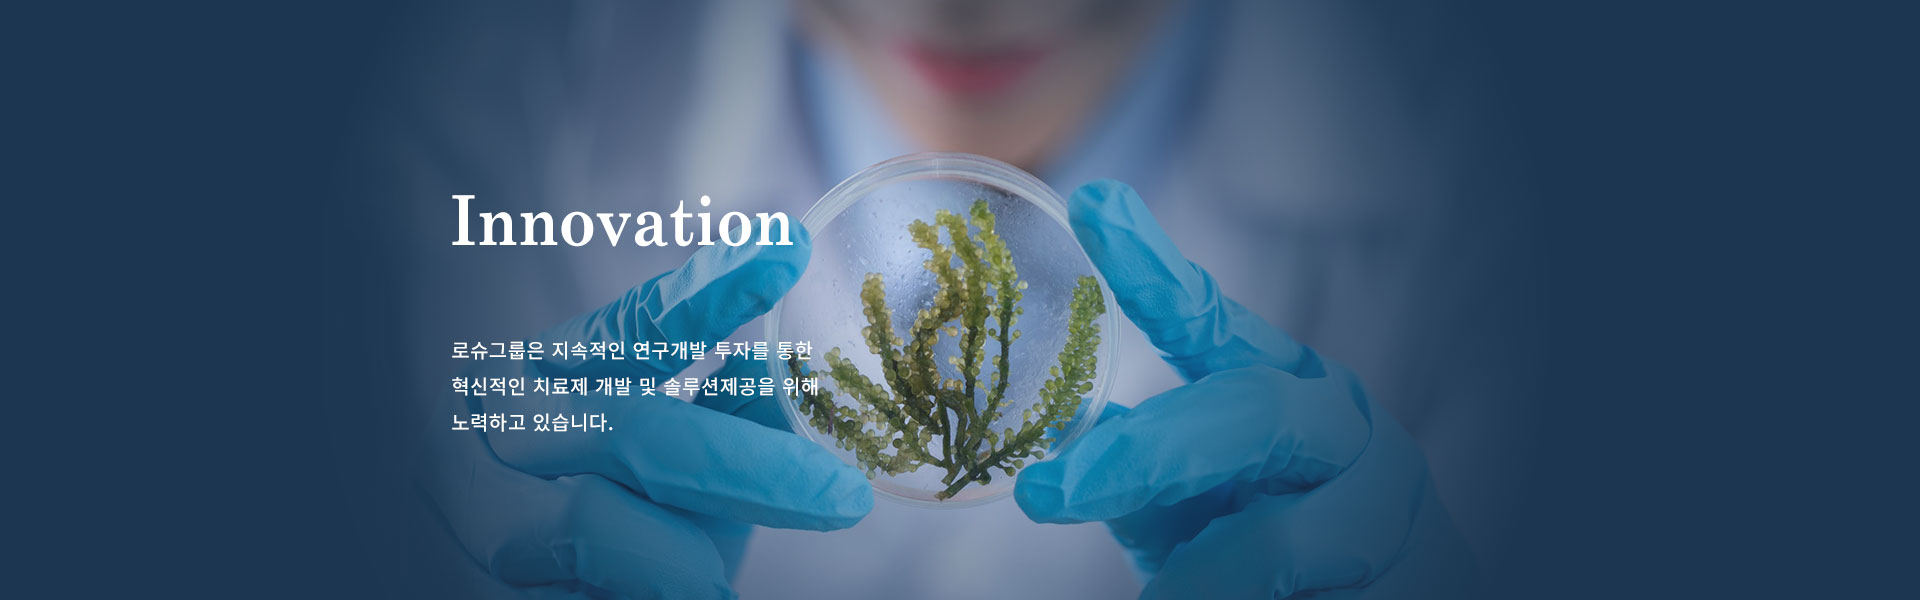 Innovation
로슈그룹은 지속적인 연구개발 투자를 통한
혁신적인 치료제 개발 및 솔루션제공을 위해
노력하고 있습니다.